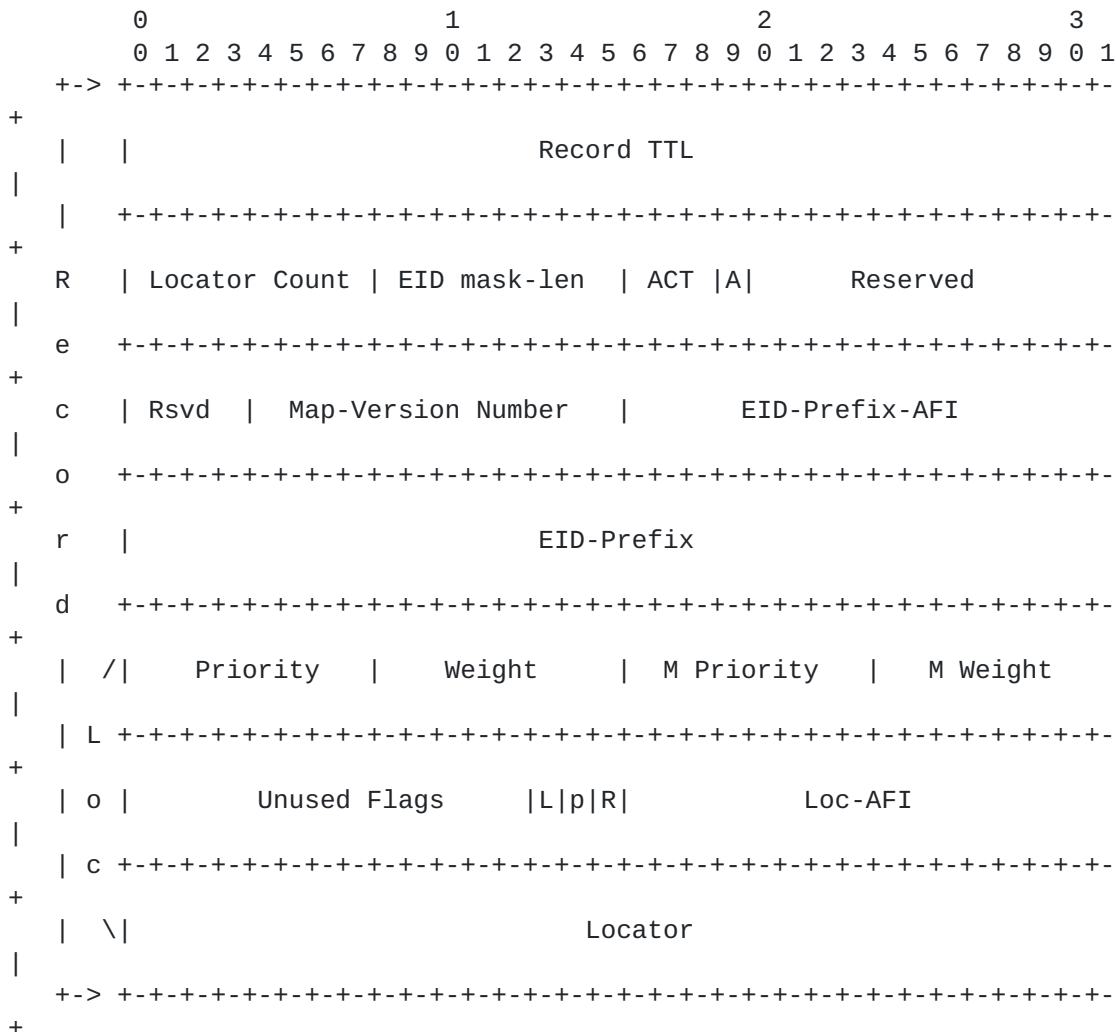 0                   1                   2                   3
        0 1 2 3 4 5 6 7 8 9 0 1 2 3 4 5 6 7 8 9 0 1 2 3 4 5 6 7 8 9 0 1
   +-> +-+-+-+-+-+-+-+-+-+-+-+-+-+-+-+-+-+-+-+-+-+-+-+-+-+-+-+-+-+-+-+-
+
   |   |                          Record TTL
|
   |   +-+-+-+-+-+-+-+-+-+-+-+-+-+-+-+-+-+-+-+-+-+-+-+-+-+-+-+-+-+-+-+-
+
   R   | Locator Count | EID mask-len  | ACT |A|      Reserved
|
   e   +-+-+-+-+-+-+-+-+-+-+-+-+-+-+-+-+-+-+-+-+-+-+-+-+-+-+-+-+-+-+-+-
+
   c   | Rsvd  |  Map-Version Number   |       EID-Prefix-AFI
|
   o   +-+-+-+-+-+-+-+-+-+-+-+-+-+-+-+-+-+-+-+-+-+-+-+-+-+-+-+-+-+-+-+-
+
   r   |                          EID-Prefix
|
   d   +-+-+-+-+-+-+-+-+-+-+-+-+-+-+-+-+-+-+-+-+-+-+-+-+-+-+-+-+-+-+-+-
+
   |  /|    Priority   |    Weight     |  M Priority   |   M Weight
|
   | L +-+-+-+-+-+-+-+-+-+-+-+-+-+-+-+-+-+-+-+-+-+-+-+-+-+-+-+-+-+-+-+-
+
   | o |        Unused Flags     |L|p|R|           Loc-AFI
|
   | c +-+-+-+-+-+-+-+-+-+-+-+-+-+-+-+-+-+-+-+-+-+-+-+-+-+-+-+-+-+-+-+-
+
   |  \|                             Locator
|
   +-> +-+-+-+-+-+-+-+-+-+-+-+-+-+-+-+-+-+-+-+-+-+-+-+-+-+-+-+-+-+-+-+-
+